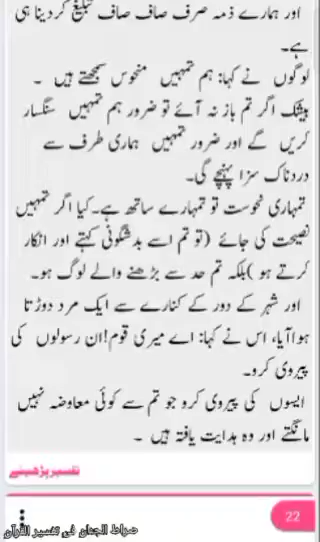 اور ہمارے ذمہ صرف صاف صاف تبلیغ کردینا ہی
ہے۔
لوگوں نے کہا: ہم تمہیں منحوس سمجھتے ہیں ۔
بیشک اگر تم باز نہ آئے تو ضرور ہم تمہیں سنگسار
کریں گے اور ضرور تمہیں ہماری طرف سے
دردناک سزا پہنچے گی۔
تمہاری نحوست تو تمہارے ساتھ ہے۔کیا اگر تمہیں
نصیحت کی جائے (تو تم اسے بدشگونی کہتے اور انکار
کرتے ہو )بلکہ تم حد سے بڑھنے والے لوگ ہو۔
اور شہر کے دور کے کنارے سے ایک مرد دوڑتا
ہواآیا، اس نے کہا: اے میری قوم!ان رسولوں کی
پیروی کرو۔
ایسوں کی پیروی کرو جو تم سے کوئی معاوضہ نہیں
مانگتے اور وہ ہدایت یافتہ ہیں ۔
تفسیر پڑھیئے
22
صراط الجنان فی تفسیر القرآن